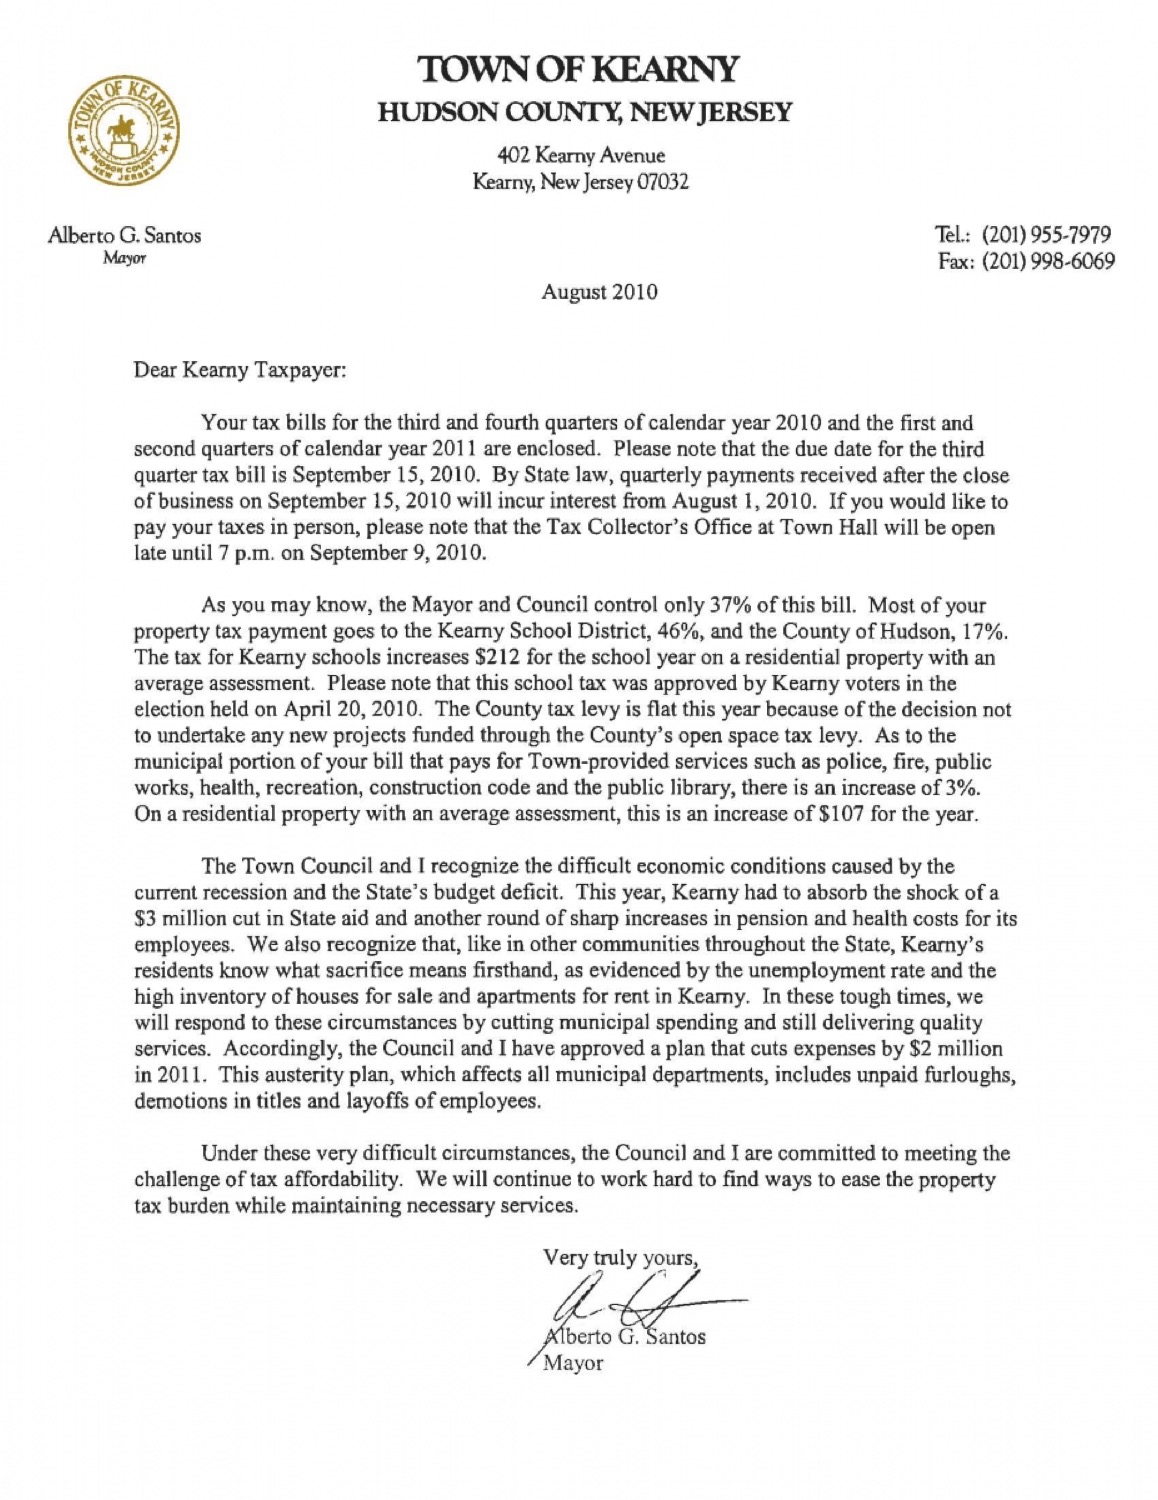 TOWN OF KEARNY
HUDSON COUNTY, NEW JERSEY
402 Kearny Avenue
Kearny, New Jersey 07032
TOWN OF KEARNY
HUDSON COUNTY
NEW JERSEY
Alberto G. Santos
Mayor
Tel.: (201) 955-7979
Fax: (201) 998-6069
August 2010
Dear Kearny Taxpayer:
Your tax bills for the third and fourth quarters of calendar year 2010 and the first and
second quarters of calendar year 2011 are enclosed. Please note that the due date for the third
quarter tax bill is September 15, 2010. By State law, quarterly payments received after the close
of business on September 15, 2010 will incur interest from August 1, 2010. If you would like to
pay your taxes in person, please note that the Tax Collector's Office at Town Hall will be open
late until 7 p.m. on September 9, 2010.
As you may know, the Mayor and Council control only 37% of this bill. Most of your
property tax payment goes to the Kearny School District, 46%, and the County of Hudson, 17%.
The tax for Kearny schools increases $212 for the school year on a residential property with an
average assessment. Please note that this school tax was approved by Kearny voters in the
election held on April 20, 2010. The County tax levy is flat this year because of the decision not
to undertake any new projects funded through the County's open space tax levy. As to the
municipal portion of your bill that pays for Town-provided services such as police, fire, public
works, health, recreation, construction code and the public library, there is an increase of 3%.
On a residential property with an average assessment, this is an increase of $107 for the year.
The Town Council and I recognize the difficult economic conditions caused by the
current recession and the State's budget deficit. This year, Kearny had to absorb the shock of a
$3 million cut in State aid and another round of sharp increases in pension and health costs for its
employees. We also recognize that, like in other communities throughout the State, Kearny's
residents know what sacrifice means firsthand, as evidenced by the unemployment rate and the
high inventory of houses for sale and apartments for rent in Kearny. In these tough times, we
will respond to these circumstances by cutting municipal spending and still delivering quality
services. Accordingly, the Council and I have approved a plan that cuts expenses by $2 million
in 2011. This austerity plan, which affects all municipal departments, includes unpaid furloughs,
demotions in titles and layoffs of employees.
Under these very difficult circumstances, the Council and I are committed to meeting the
challenge of tax affordability. We will continue to work hard to find ways to ease the property
tax burden while maintaining necessary services.
Very truly yours,
Alberto G. Santos
Mayor